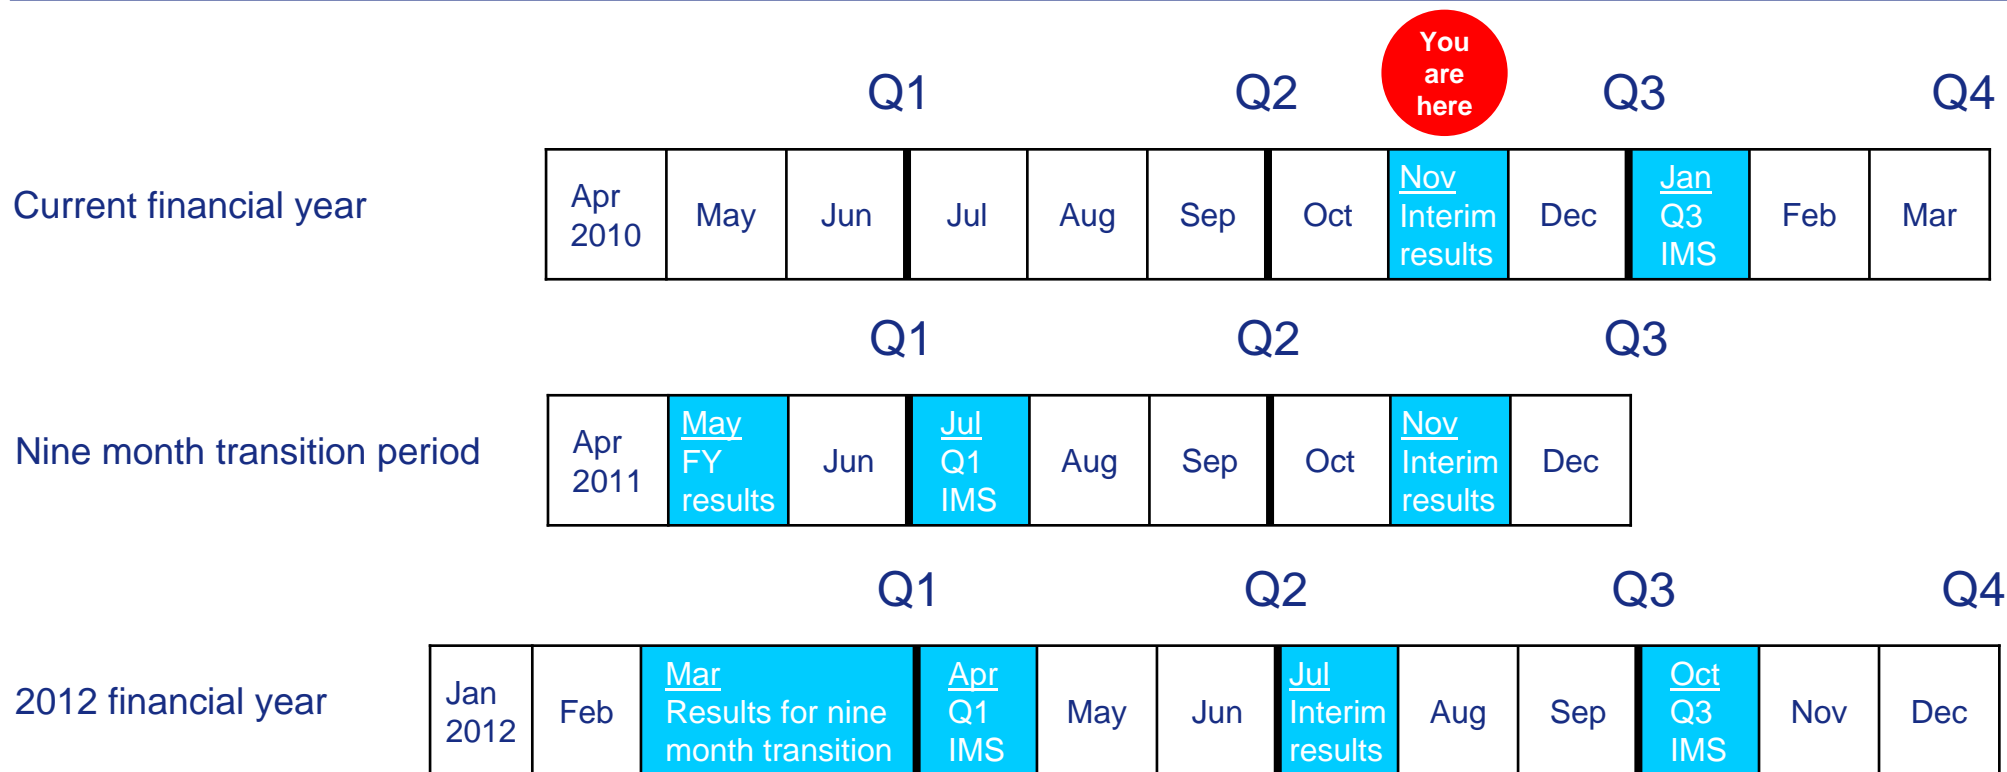 You
are
here
Q1
Q2
Q3
Q4
Current financial year
Apr
2010
May
Jun
Jul
Aug
Sep
Oct
Nov
Interim
results
Dec
Jan
Q3
IMS
Feb
Mar
Q1
Q2
Q3
Nine month transition period
Apr
2011
May
FY
results
Jun
Jul
Q1
IMS
Aug
Sep
Oct
Nov
Interim
results
Dec
Q1
Q2
Q3
Q4
2012 financial year
Jan
2012
Feb
Mar
Results for nine
month transition
Apr
Q1
IMS
May
Jun
Jul
Interim
results
Aug
Sep
Oct
Q3
IMS
Nov
Dec